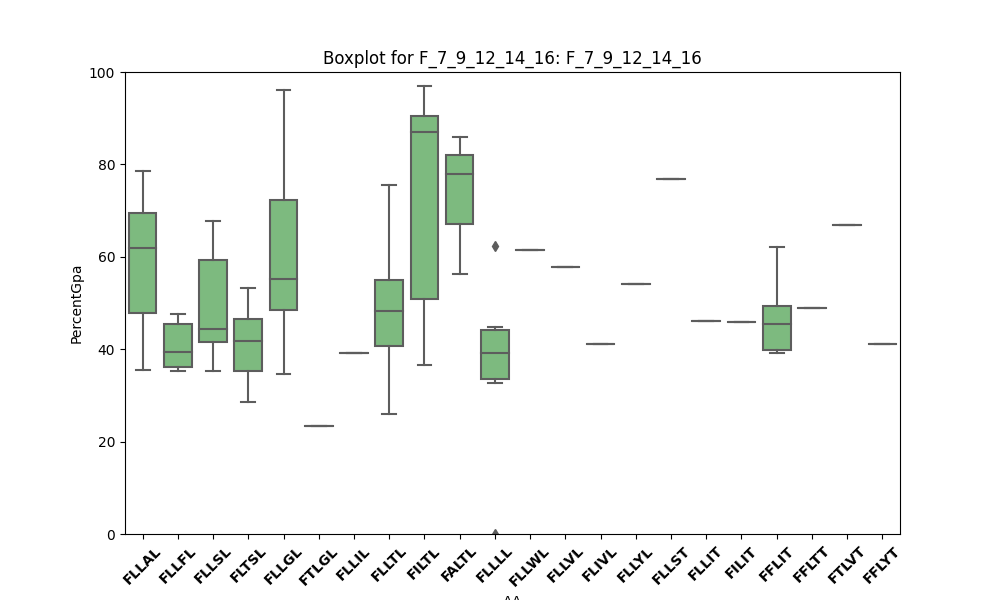 Boxplot for F_7_9_12_14_16: F_7_9_12_14_16
100
80
60
40
20
0
PercentGpa
FLLAL FLLFL FLLSL FLTSL FLLGL FTLGL FLLIL FLLTL FILTL FALTL FLLLL FLLWL FLLVL FLIVL FLLYL FLLST FLLIT FILIT FFLIT FFLTT FTLVT FFLYT
AA